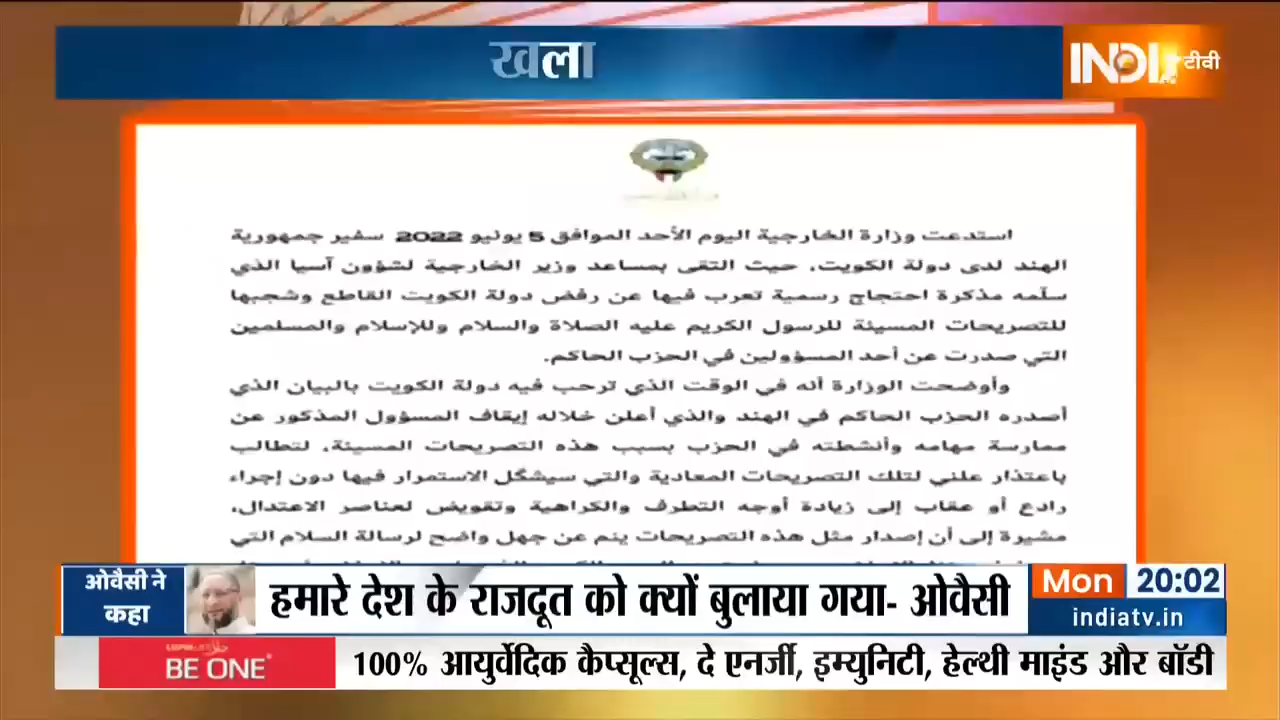 खला
INDIA टीवी
استدعت وزارة الخارجية اليوم الأحد الموافق 5 يونيو 2022 سفير جمهورية
الهند لدى دولة الكويت، حيث التقى بمساعد وزير الخارجية لشؤون آسيا الذي
سلّمه مذكرة احتجاج رسمية تعرب فيها عن رفض دولة الكويت القاطع وشجبها
للتصريحات المسيئة للرسول الكريم عليه الصلاة والسلام وللإسلام والمسلمين
التي صدرت عن أحد المسؤولين في الحزب الحاكم.
وأوضحت الوزارة أنه في الوقت الذي ترحب فيه دولة الكويت بالبيان الذي
أصدره الحزب الحاكم في الهند والذي أعلن خلاله إيقاف المسؤول المذكور عن
ممارسة مهامه وأنشطته في الحزب بسبب هذه التصريحات المسيئة، لتطالب
باعتذار علني لتلك التصريحات المعادية والتي سيشكّل الاستمرار فيها دون إجراء
رادع أو عقاب إلى زيادة أوجه التطرف والكراهية وتقويض لعناصر الاعتدال،
مشيرة إلى أن إصدار مثل هذه التصريحات ينم عن جهل واضح لرسالة السلام التي
ओवैसी ने
कहा
हमारे देश के राजदूत को क्यों बुलाया गया- ओवैसी
Mon 20:02
indiatv.in
BE ONE
100% आयुर्वेदिक कैप्सूल्स, दे एनर्जी, इम्युनिटी, हेल्थी माइंड और बॉडी